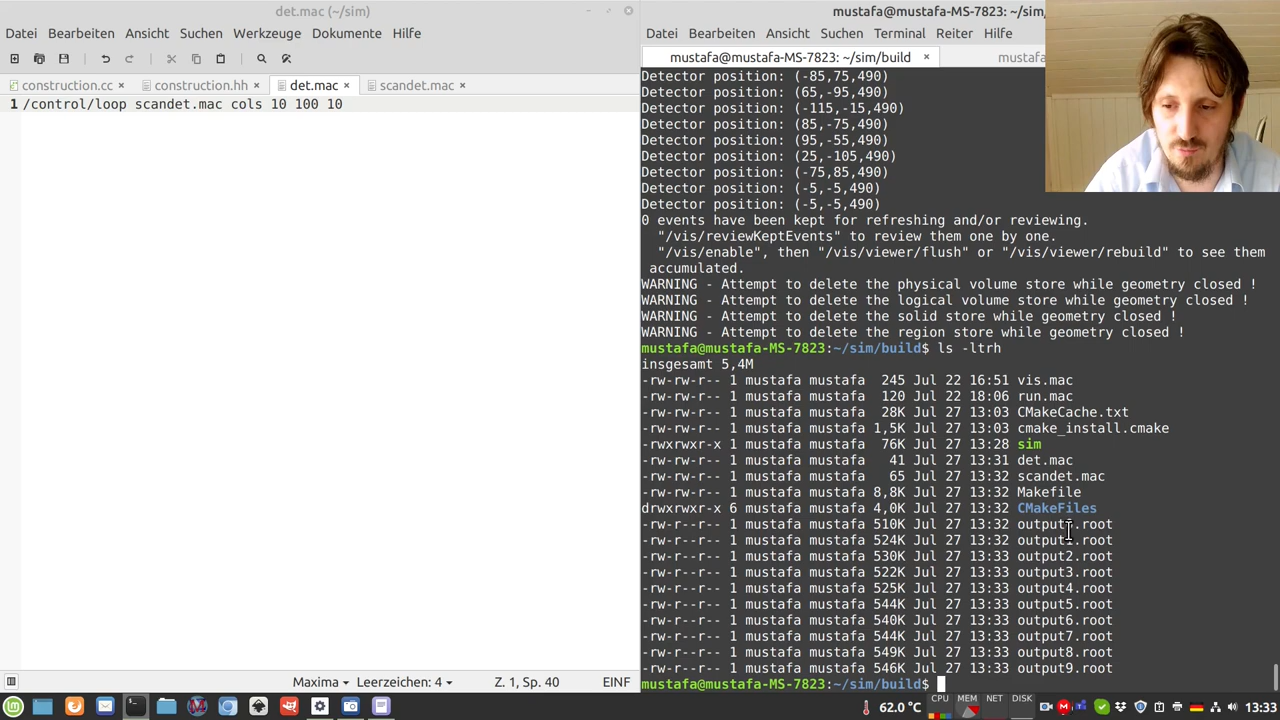 det.mac (~/sim)
Datei Bearbeiten Ansicht Suchen Werkzeuge Dokumente Hilfe
construction.cc × construction.hh × det.mac × scandet.mac ×
1 /control/loop scandet.mac cols 10 100 10
Maxima Leerzeichen: 4 Z. 1, Sp. 40 EINF
mustafa@mustafa-MS-7823: ~/sim/
Datei Bearbeiten Ansicht Suchen Terminal Reiter Hilfe
mustafa@mustafa-MS-7823: ~/sim/build × mustafa
Detector position: (-85,75,490)
Detector position: (65,-95,490)
Detector position: (-115,-15,490)
Detector position: (85,-75,490)
Detector position: (95,-55,490)
Detector position: (25,-105,490)
Detector position: (-75,85,490)
Detector position: (-5,-5,490)
Detector position: (-5,-5,490)
0 events have been kept for refreshing and/or reviewing.
"/vis/reviewKeptEvents" to review them one by one.
"/vis/enable", then "/vis/viewer/flush" or "/vis/viewer/rebuild" to see them
accumulated.
WARNING - Attempt to delete the physical volume store while geometry closed !
WARNING - Attempt to delete the logical volume store while geometry closed !
WARNING - Attempt to delete the solid store while geometry closed !
WARNING - Attempt to delete the region store while geometry closed !
mustafa@mustafa-MS-7823:~/sim/build$ ls -ltrh
insgesamt 5,4M
-rw-rw-r-- 1 mustafa mustafa 245 Jul 22 16:51 vis.mac
-rw-rw-r-- 1 mustafa mustafa 120 Jul 22 18:06 run.mac
-rw-rw-r-- 1 mustafa mustafa 28K Jul 27 13:03 CMakeCache.txt
-rw-rw-r-- 1 mustafa mustafa 1,5K Jul 27 13:03 cmake_install.cmake
-rwxrwxr-x 1 mustafa mustafa 76K Jul 27 13:28 sim
-rw-rw-r-- 1 mustafa mustafa 41 Jul 27 13:31 det.mac
-rw-rw-r-- 1 mustafa mustafa 65 Jul 27 13:32 scandet.mac
-rw-rw-r-- 1 mustafa mustafa 8,8K Jul 27 13:32 Makefile
drwxrwxr-x 6 mustafa mustafa 4,0K Jul 27 13:32 CMakeFiles
-rw-r--r-- 1 mustafa mustafa 510K Jul 27 13:32
-rw-r--r-- 1 mustafa mustafa 524K Jul 27 13:32
-rw-r--r-- 1 mustafa mustafa 530K Jul 27 13:33 output2.root
-rw-r--r-- 1 mustafa mustafa 522K Jul 27 13:33 output3.root
-rw-r--r-- 1 mustafa mustafa 525K Jul 27 13:33 output4.root
-rw-r--r-- 1 mustafa mustafa 544K Jul 27 13:33 output5.root
-rw-r--r-- 1 mustafa mustafa 540K Jul 27 13:33 output6.root
-rw-r--r-- 1 mustafa mustafa 544K Jul 27 13:33 output7.root
-rw-r--r-- 1 mustafa mustafa 549K Jul 27 13:33 output8.root
-rw-r--r-- 1 mustafa mustafa 546K Jul 27 13:33 output9.root
mustafa@mustafa-MS-7823:~/sim/build$
62.0 °C CPU MEM NET DISK 13:33